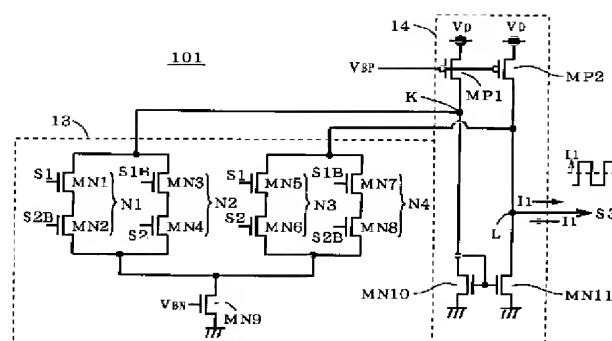 14
VD VD
101
VBP
MP1
MP2
K
13
S1 MN1
S1B MN3
S2B MN2
S2 MN4
N1
N2
S1 MN5
S1B MN7
S2 MN6
S2B MN8
N3
N4
I1
I1
I1
S3
L
VBN MN9
MN10
MN11